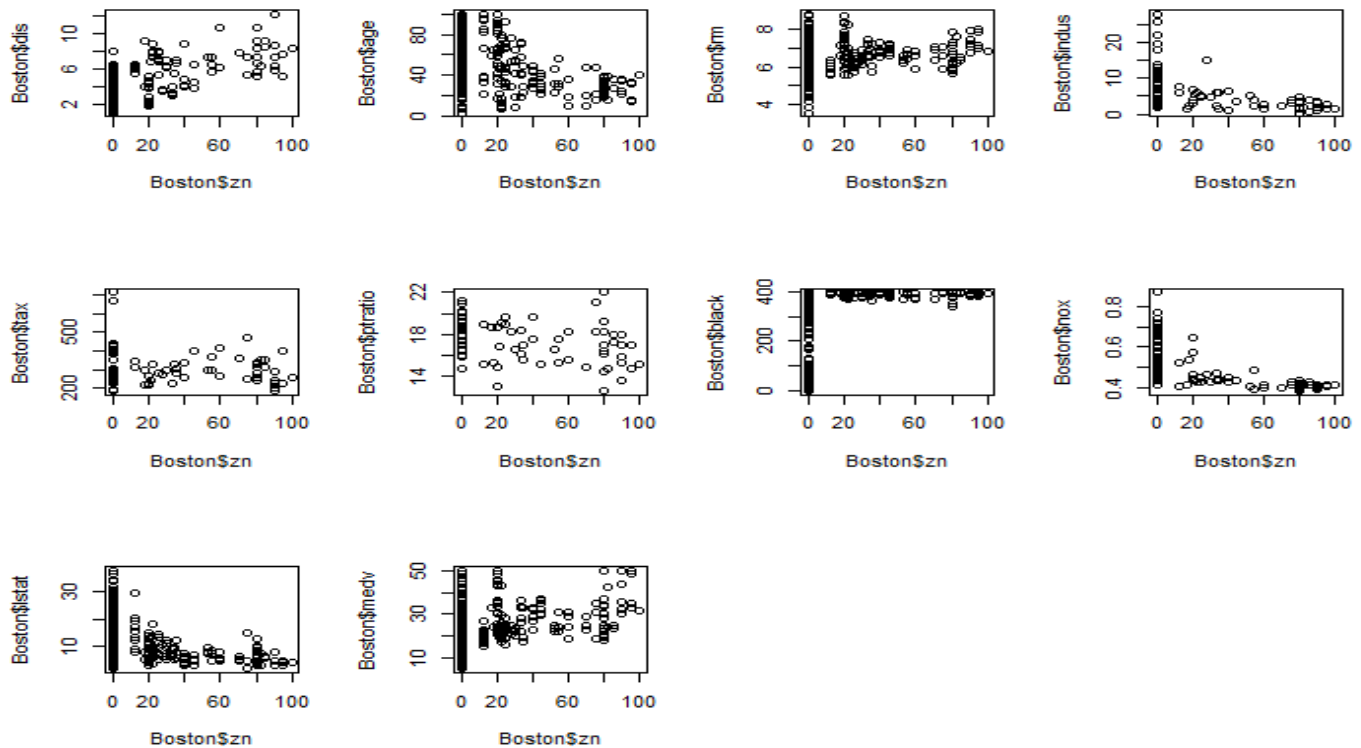 Boston$dis
2 6 10
0 20 60 100
Boston$zn
Boston$age
0 40 80
0 20 60 100
Boston$zn
Boston$rm
4 6 8
0 20 60 100
Boston$zn
Boston$indus
0 10 20
0 20 60 100
Boston$zn
Boston$tax
200 500
0 20 60 100
Boston$zn
Boston$ptratio
14 18 22
0 20 60 100
Boston$zn
Boston$black
0 200 400
0 20 60 100
Boston$zn
Boston$nox
0.4 0.6 0.8
0 20 60 100
Boston$zn
Boston$lstat
10 30
0 20 60 100
Boston$zn
Boston$medv
10 30 50
0 20 60 100
Boston$zn